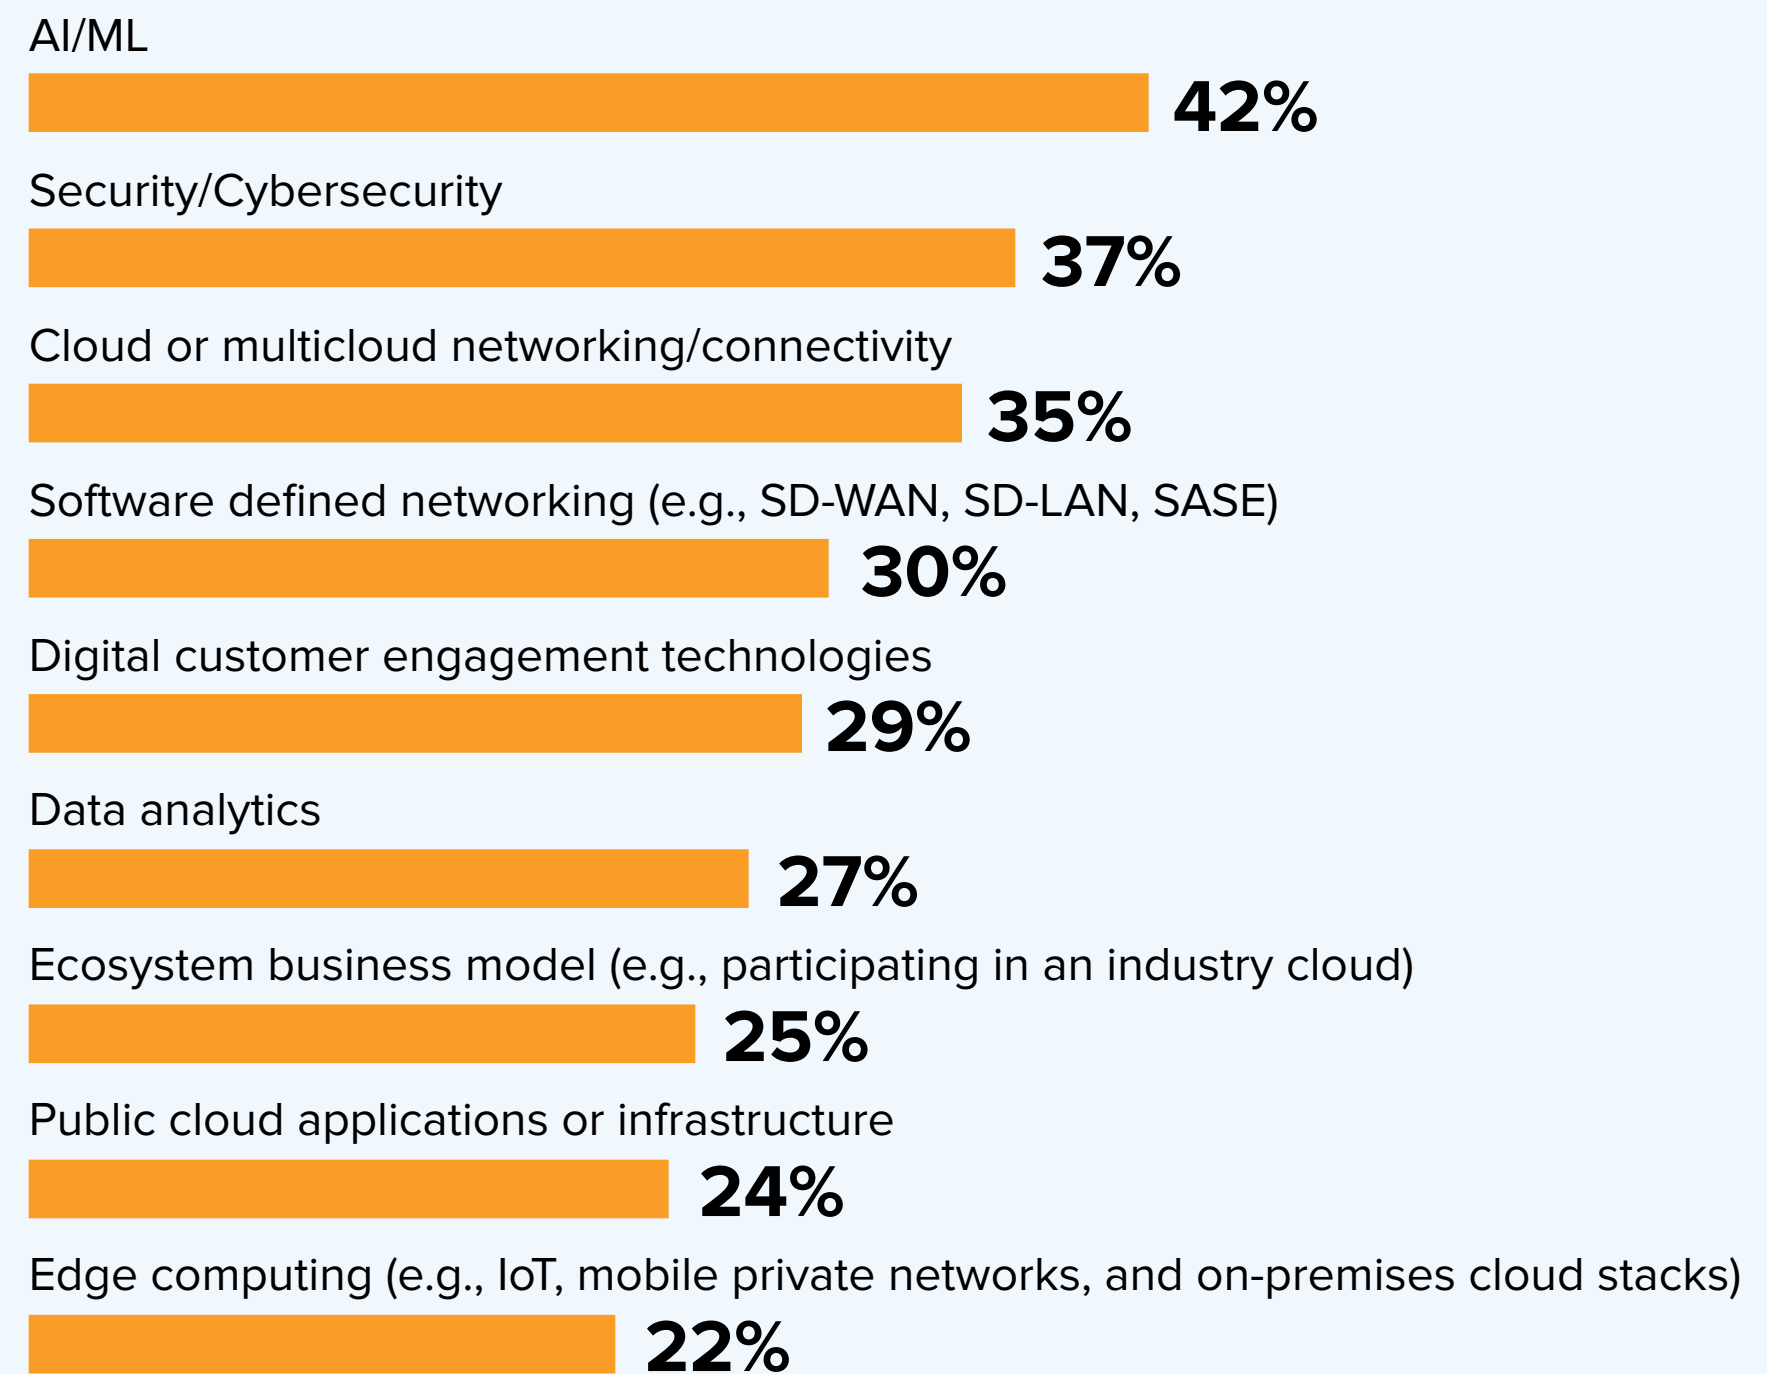 AI/ML
42%
Security/Cybersecurity
37%
Cloud or multicloud networking/connectivity
35%
Software defined networking (e.g., SD-WAN, SD-LAN, SASE)
30%
Digital customer engagement technologies
29%
Data analytics
27%
Ecosystem business model (e.g., participating in an industry cloud)
25%
Public cloud applications or infrastructure
24%
Edge computing (e.g., IoT, mobile private networks, and on-premises cloud stacks)
22%